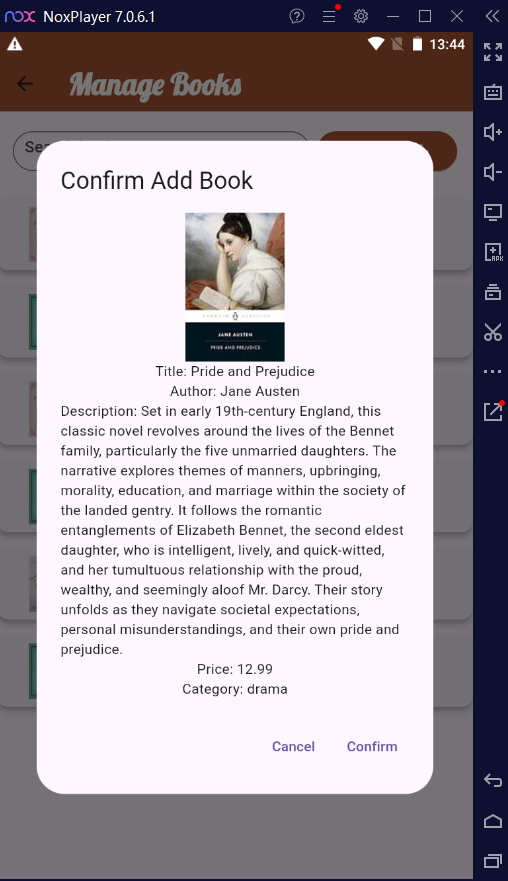 nox NoxPlayer 7.0.6.1
13:44
Manage Books
Confirm Add Book
JANE AUSTEN
PRIDE AND PREJUDICE
Title: Pride and Prejudice
Author: Jane Austen
Description: Set in early 19th-century England, this
classic novel revolves around the lives of the Bennet
family, particularly the five unmarried daughters. The
narrative explores themes of manners, upbringing,
morality, education, and marriage within the society of
the landed gentry. It follows the romantic
entanglements of Elizabeth Bennet, the second eldest
daughter, who is intelligent, lively, and quick-witted,
and her tumultuous relationship with the proud,
wealthy, and seemingly aloof Mr. Darcy. Their story
unfolds as they navigate societal expectations,
personal misunderstandings, and their own pride and
prejudice.
Price: 12.99
Category: drama
Cancel Confirm